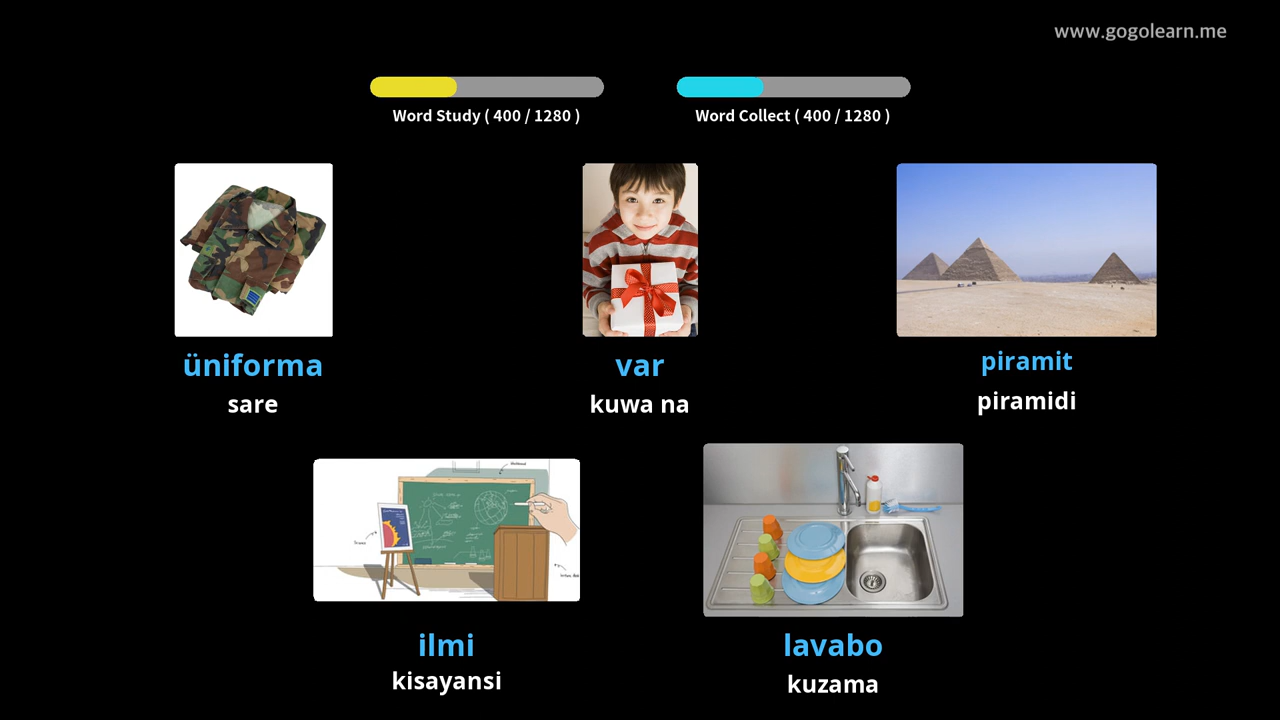 www.gogolearn.me
Word Study ( 400 / 1280 )
Word Collect ( 400 / 1280 )
üniforma
sare
var
kuwa na
piramit
piramidi
ilmi
kisayansi
lavabo
kuzama